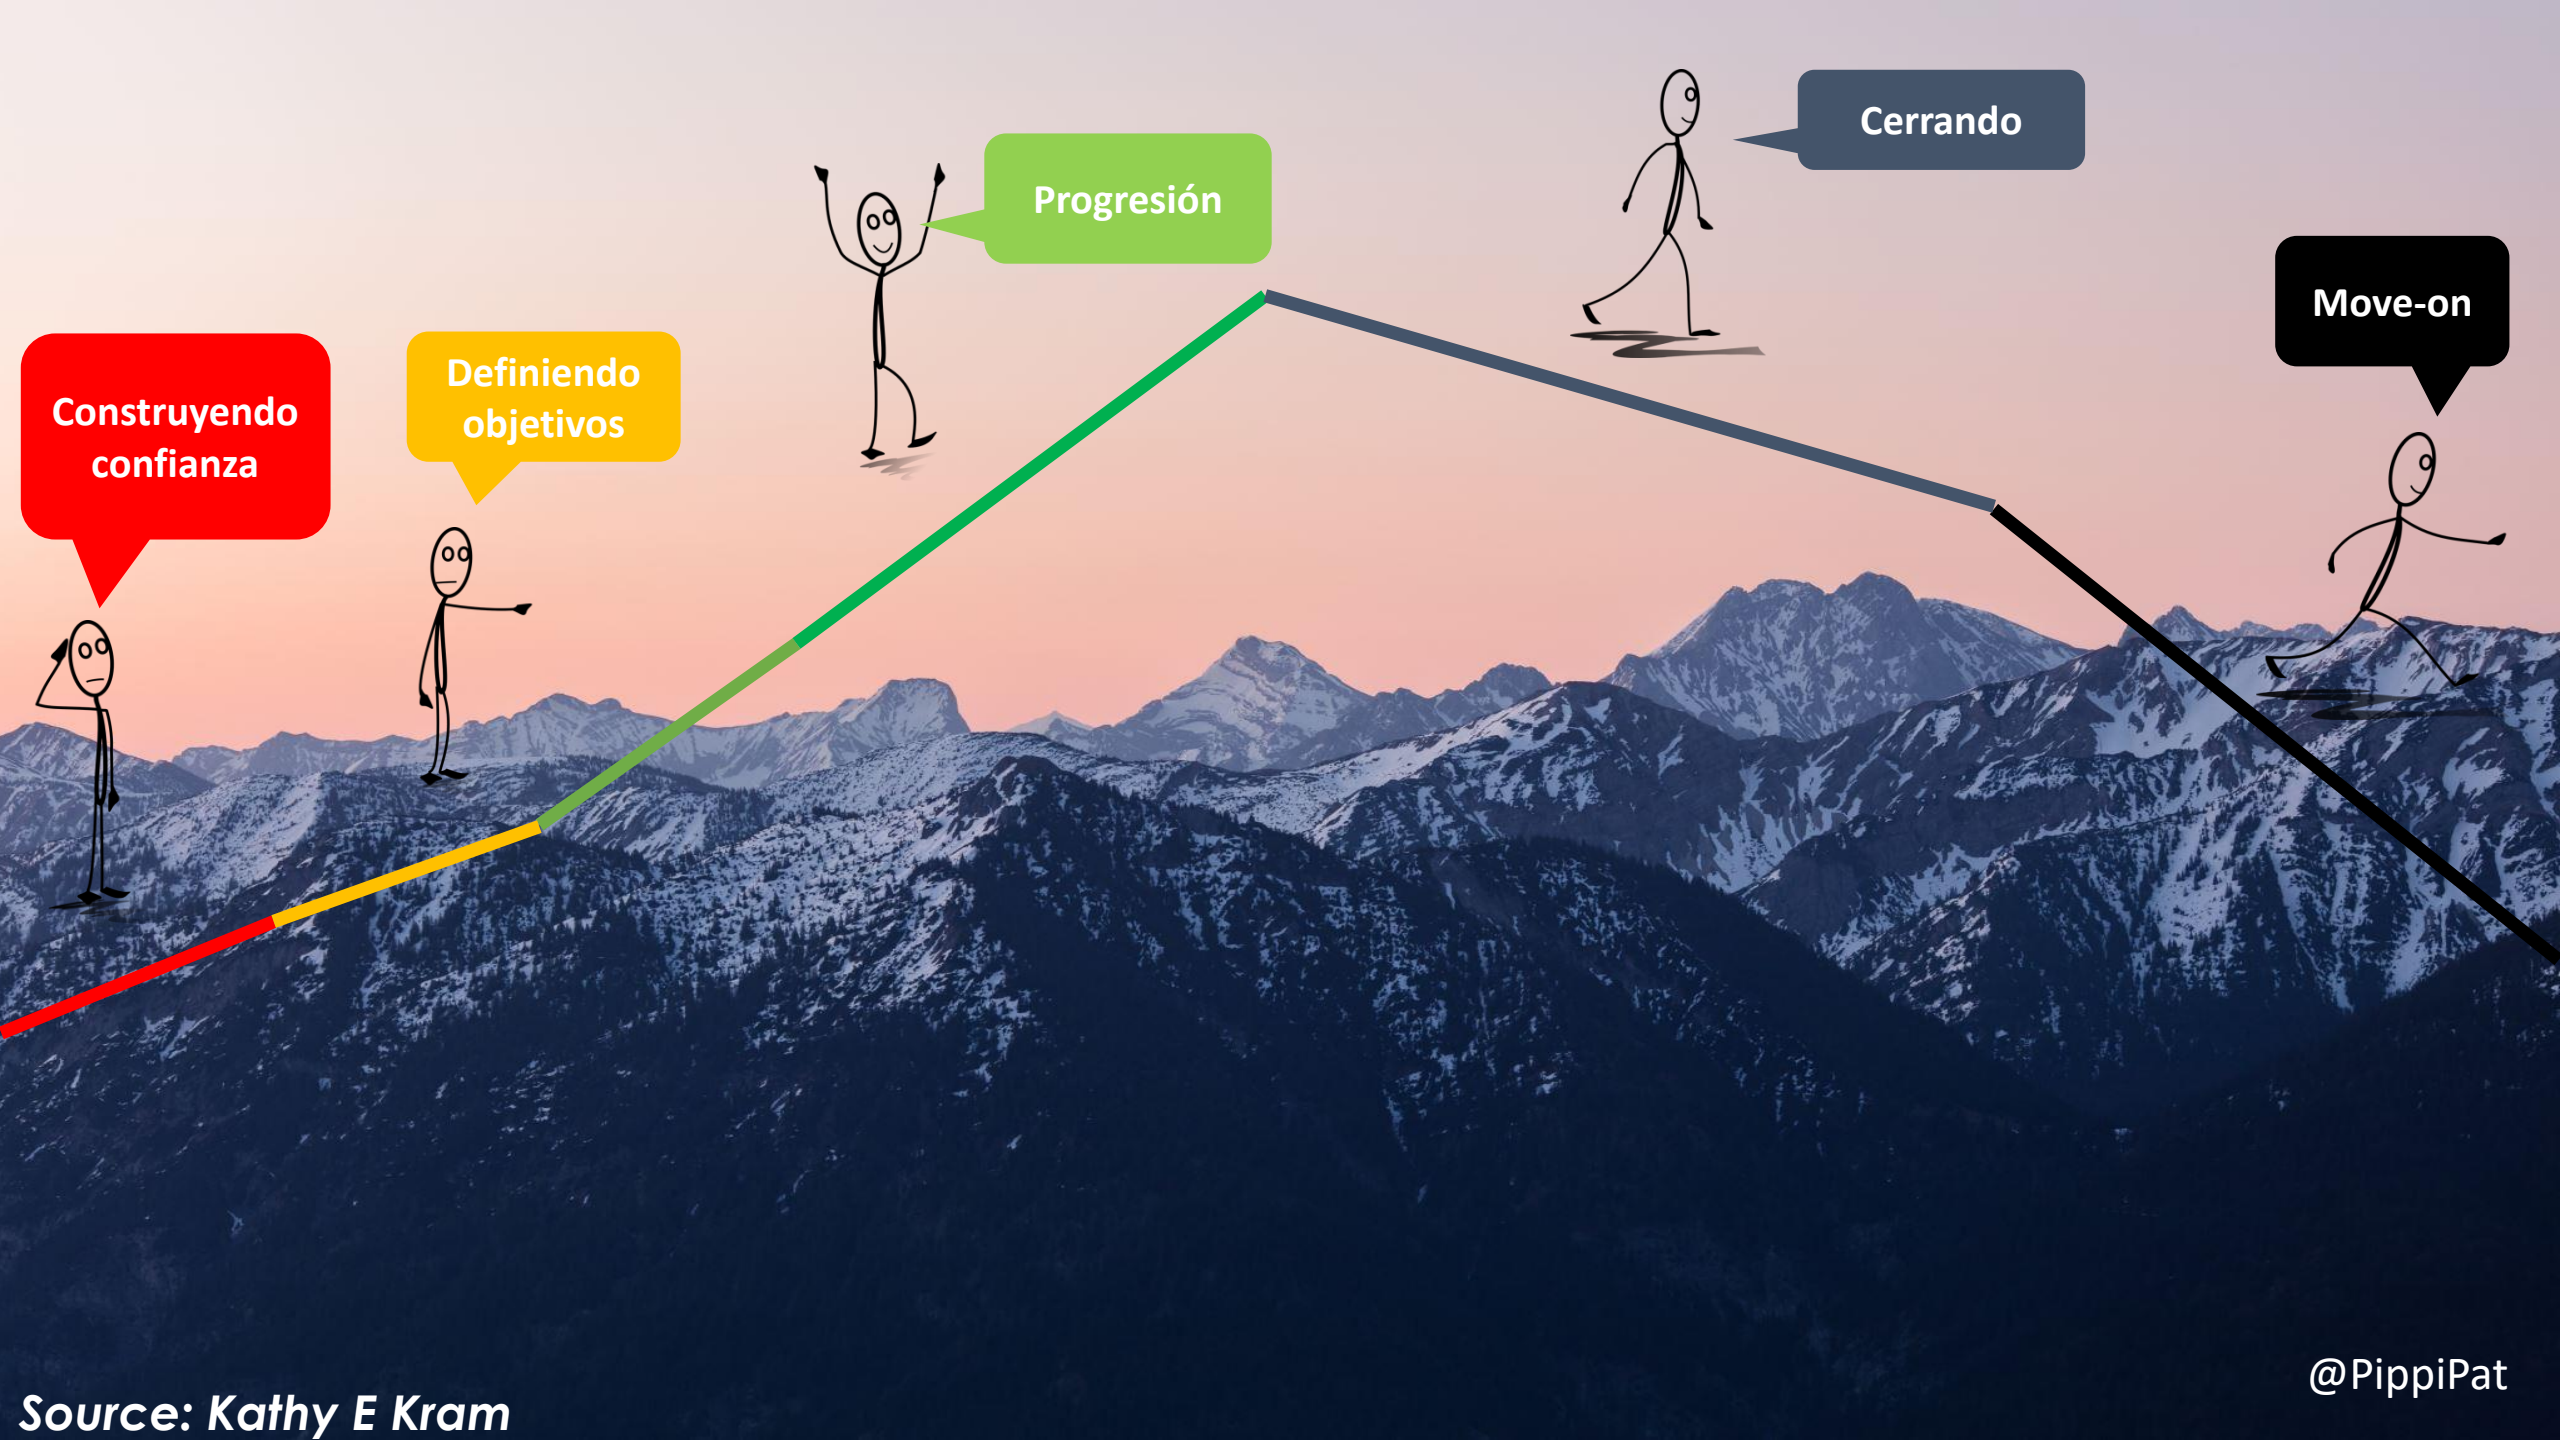 Construyendo
confianza
Definiendo
objetivos
Progresión
Cerrando
Move-on
@PippiPat
Source: Kathy E Kram